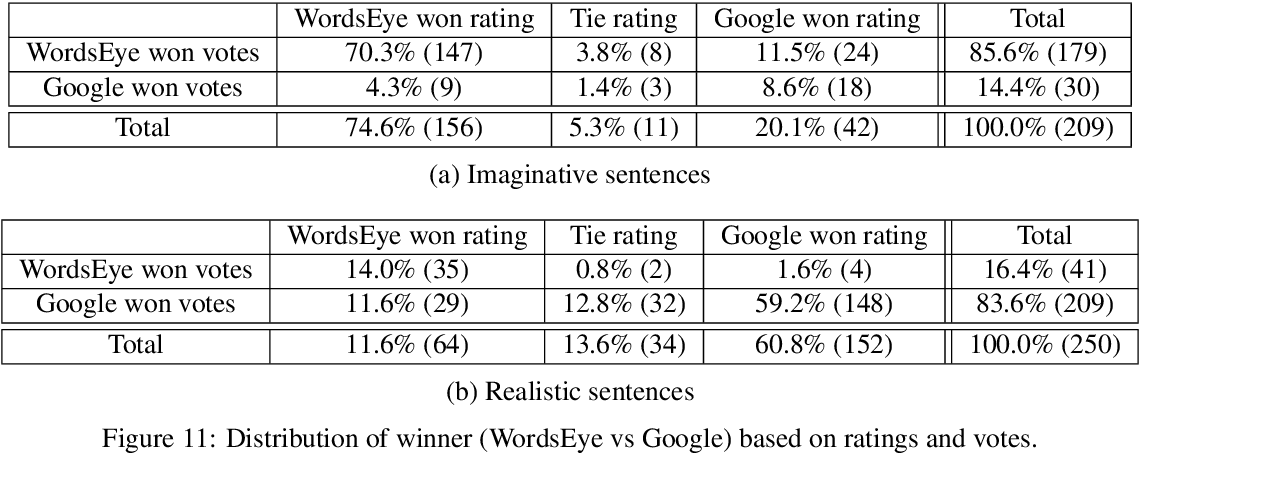 WordsEye won rating Tie rating Google won rating Total
WordsEye won votes 70.3% (147) 3.8% (8) 11.5% (24) 85.6% (179)
Google won votes 4.3% (9) 1.4% (3) 8.6% (18) 14.4% (30)
Total 74.6% (156) 5.3% (11) 20.1% (42) 100.0% (209)
(a) Imaginative sentences
WordsEye won rating Tie rating Google won rating Total
WordsEye won votes 14.0% (35) 0.8% (2) 1.6% (4) 16.4% (41)
Google won votes 11.6% (29) 12.8% (32) 59.2% (148) 83.6% (209)
Total 11.6% (64) 13.6% (34) 60.8% (152) 100.0% (250)
(b) Realistic sentences
Figure 11: Distribution of winner (WordsEye vs Google) based on ratings and votes.